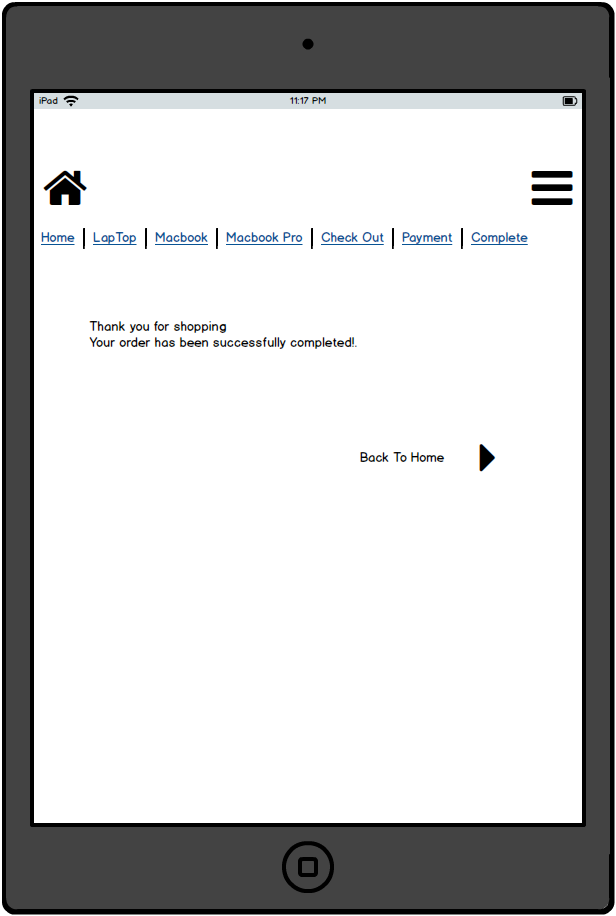 iPad 11:17 PM
Home LapTop Macbook Macbook Pro Check Out Payment Complete
Thank you for shopping
Your order has been successfully completed!.
Back To Home